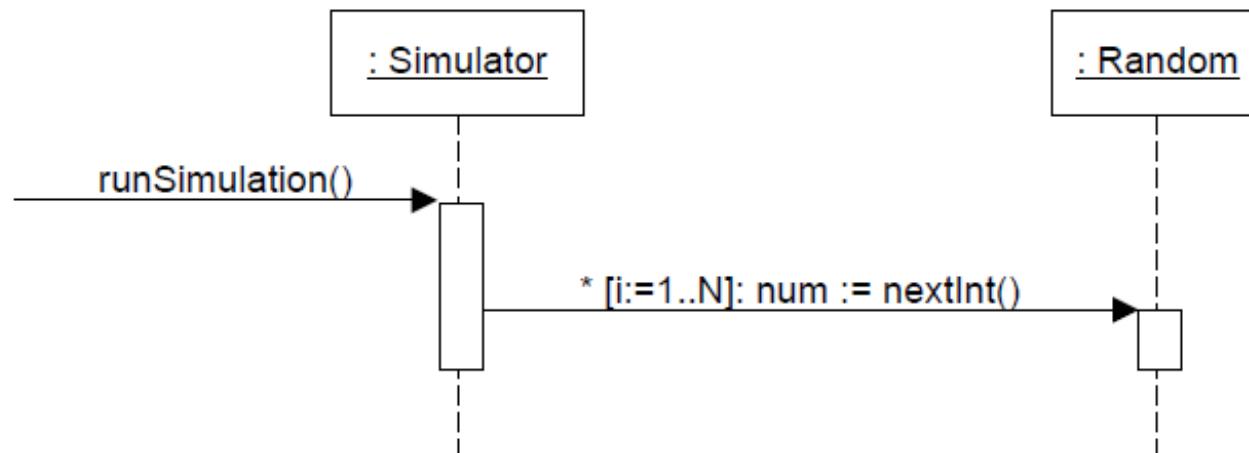 : Simulator
: Random
runSimulation()
* [i:=1..N]: num := nextInt()